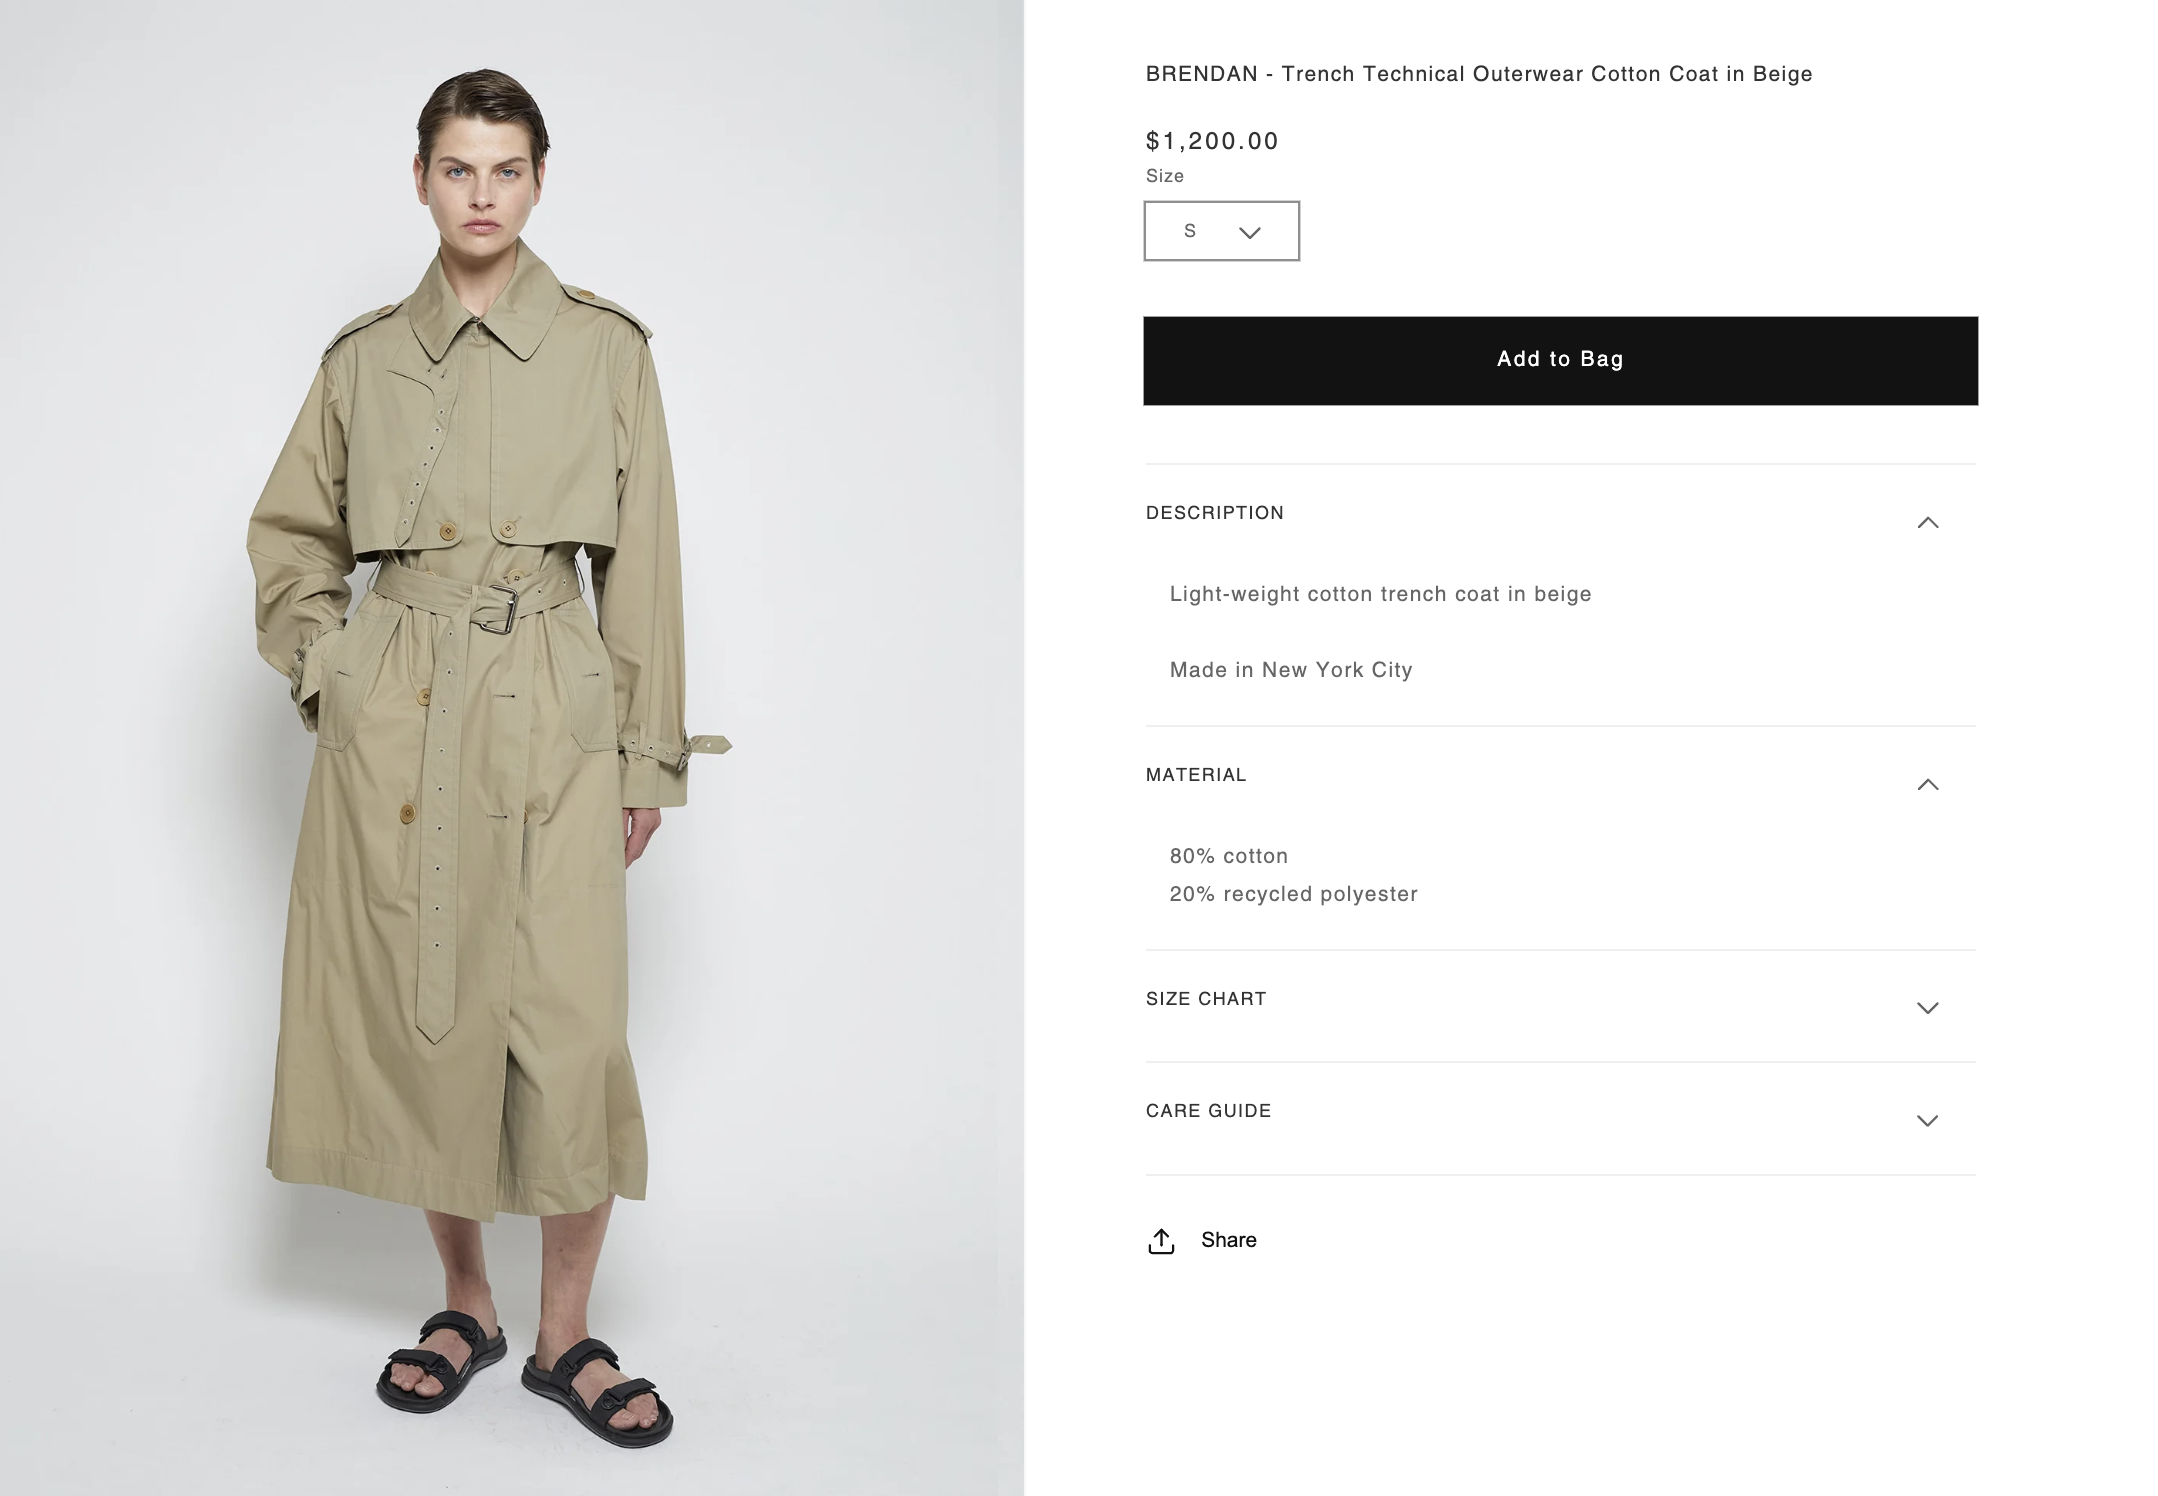 BRENDAN - Trench Technical Outerwear Cotton Coat in Beige
$1,200.00
Size
S
Add to Bag
DESCRIPTION
Light-weight cotton trench coat in beige
Made in New York City
MATERIAL
80% cotton
20% recycled polyester
SIZE CHART
CARE GUIDE
Share